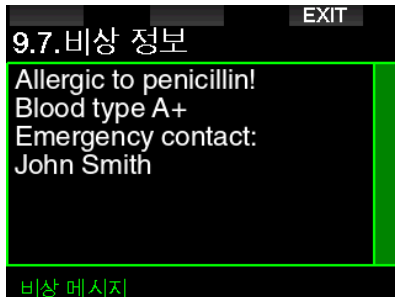 EXIT
9.7.비상 정보
Allergic to penicillin!
Blood type A+
Emergency contact:
John Smith
비상 메시지